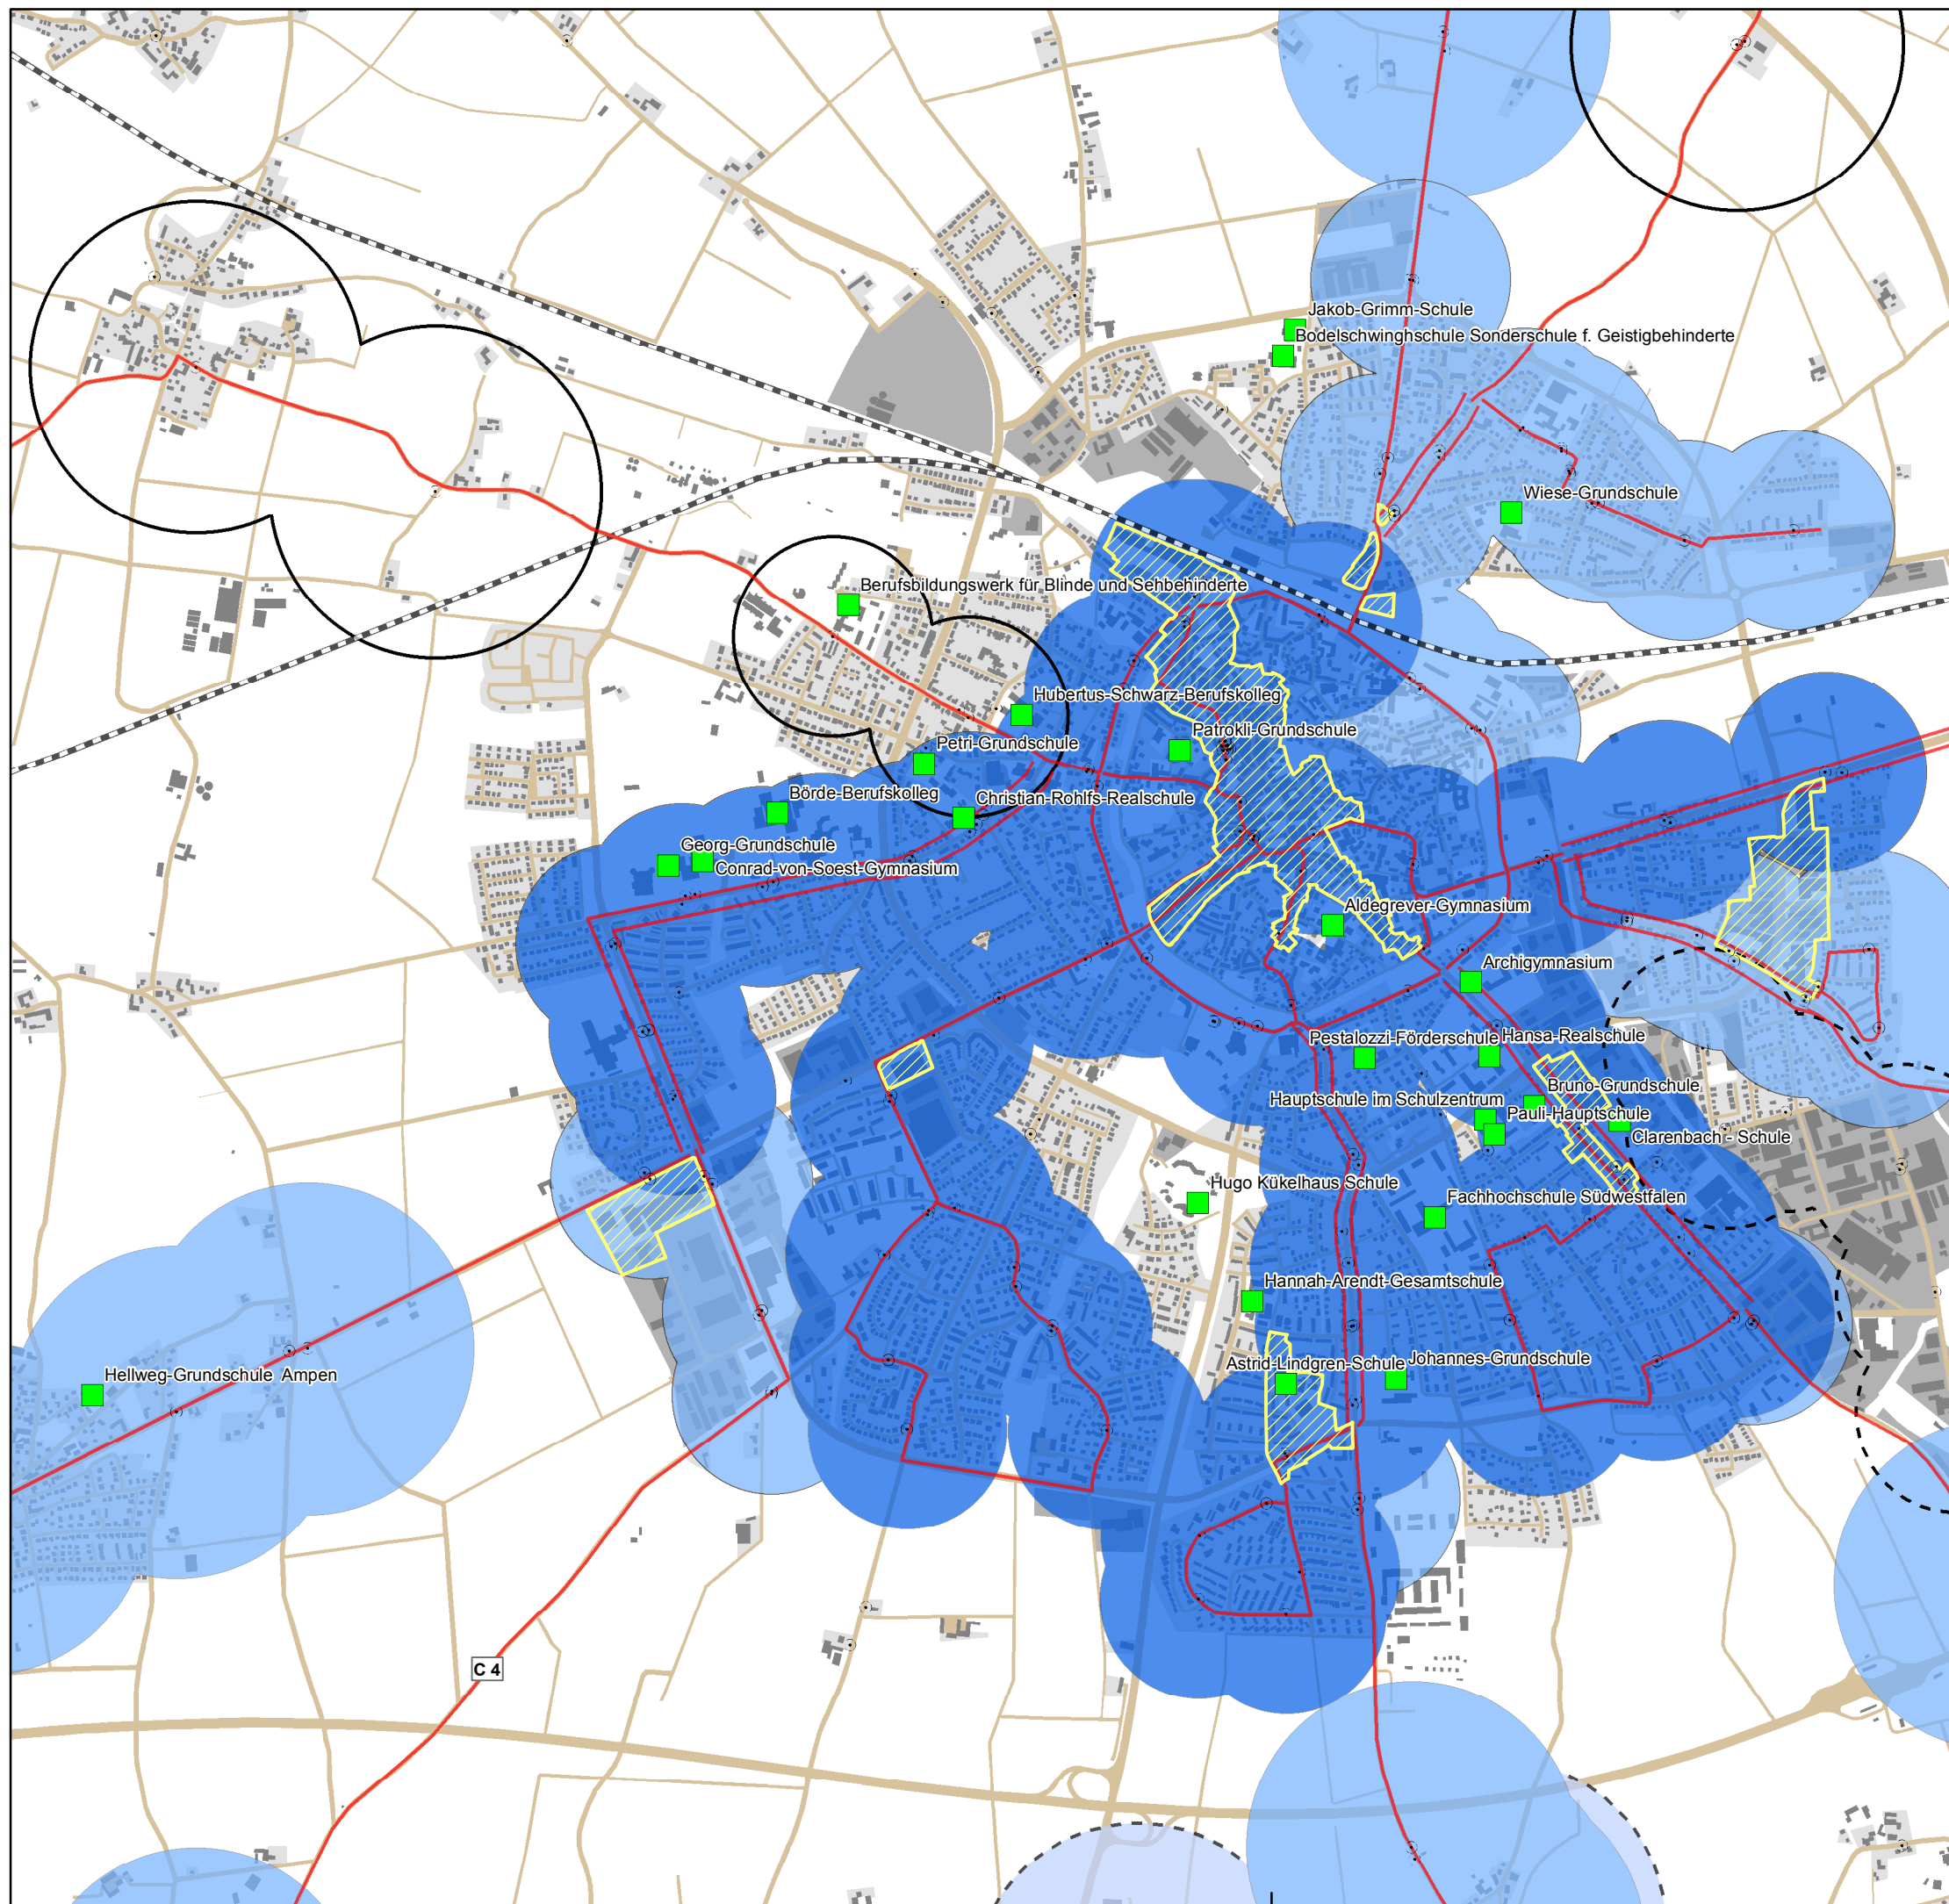 Jakob-Grimm-Schule
Bodelschwinghschule Sonderschule f. Geistigbehinderte
Wiese-Grundschule
Berufsbildungswerk für Blinde und Sehbehinderte
Hubertus-Schwarz-Berufskolleg
Patrokli-Grundschule
Petri-Grundschule
Börde-Berufskolleg
Christian-Rohlfs-Realschule
Georg-Grundschule
Conrad-von-Soest-Gymnasium
Aldegrever-Gymnasium
Archigymnasium
Pestalozzi-Förderschule
Hansa-Realschule
Bruno-Grundschule
Hauptschule im Schulzentrum
Pauli-Hauptschule
Clarenbach - Schule
Hugo Kükelhaus Schule
Fachhochschule Südwestfalen
Hannah-Arendt-Gesamtschule
Astrid-Lindgren-Schule
Johannes-Grundschule
Hellweg-Grundschule Ampen
C 4